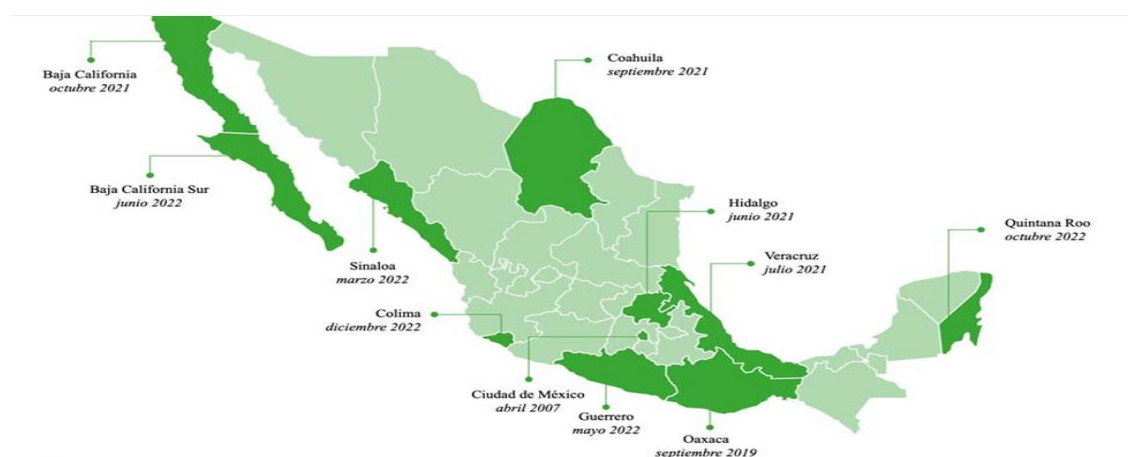 Baja California
octubre 2021
Coahuila
septiembre 2021
Baja California Sur
junio 2022
Hidalgo
junio 2021
Quintana Roo
octubre 2022
Sinaloa
marzo 2022
Veracruz
julio 2021
Colima
diciembre 2022
Ciudad de México
abril 2007
Guerrero
mayo 2022
Oaxaca
septiembre 2019